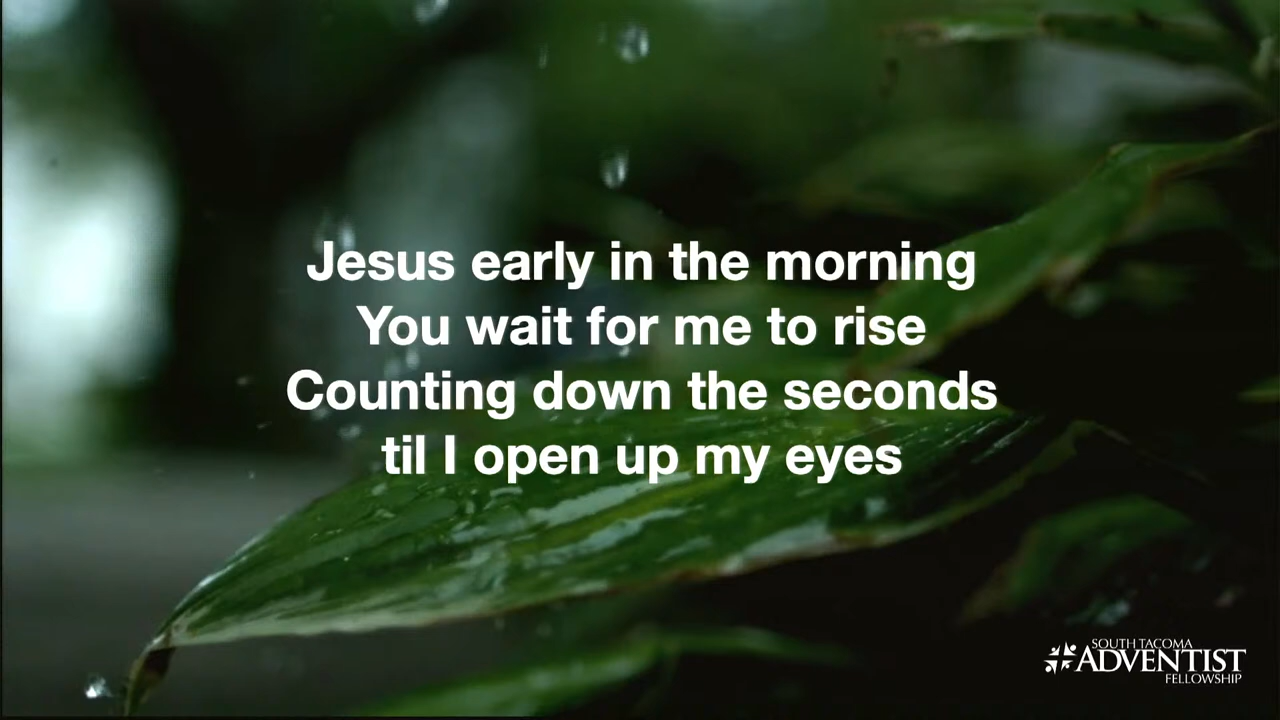 Jesus early in the morning
You wait for me to rise
Counting down the seconds
til I open up my eyes
SOUTH TACOMA
ADVENTIST
FELLOWSHIP